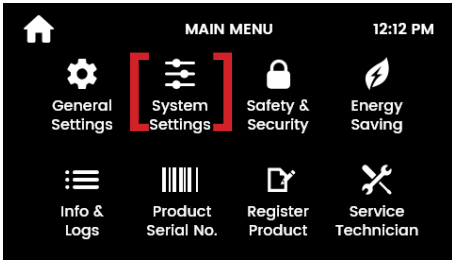 MAIN MENU
12:12 PM
General
Settings
System
Settings
Safety &
Security
Energy
Saving
Info &
Logs
Product
Serial No.
Register
Product
Service
Technician